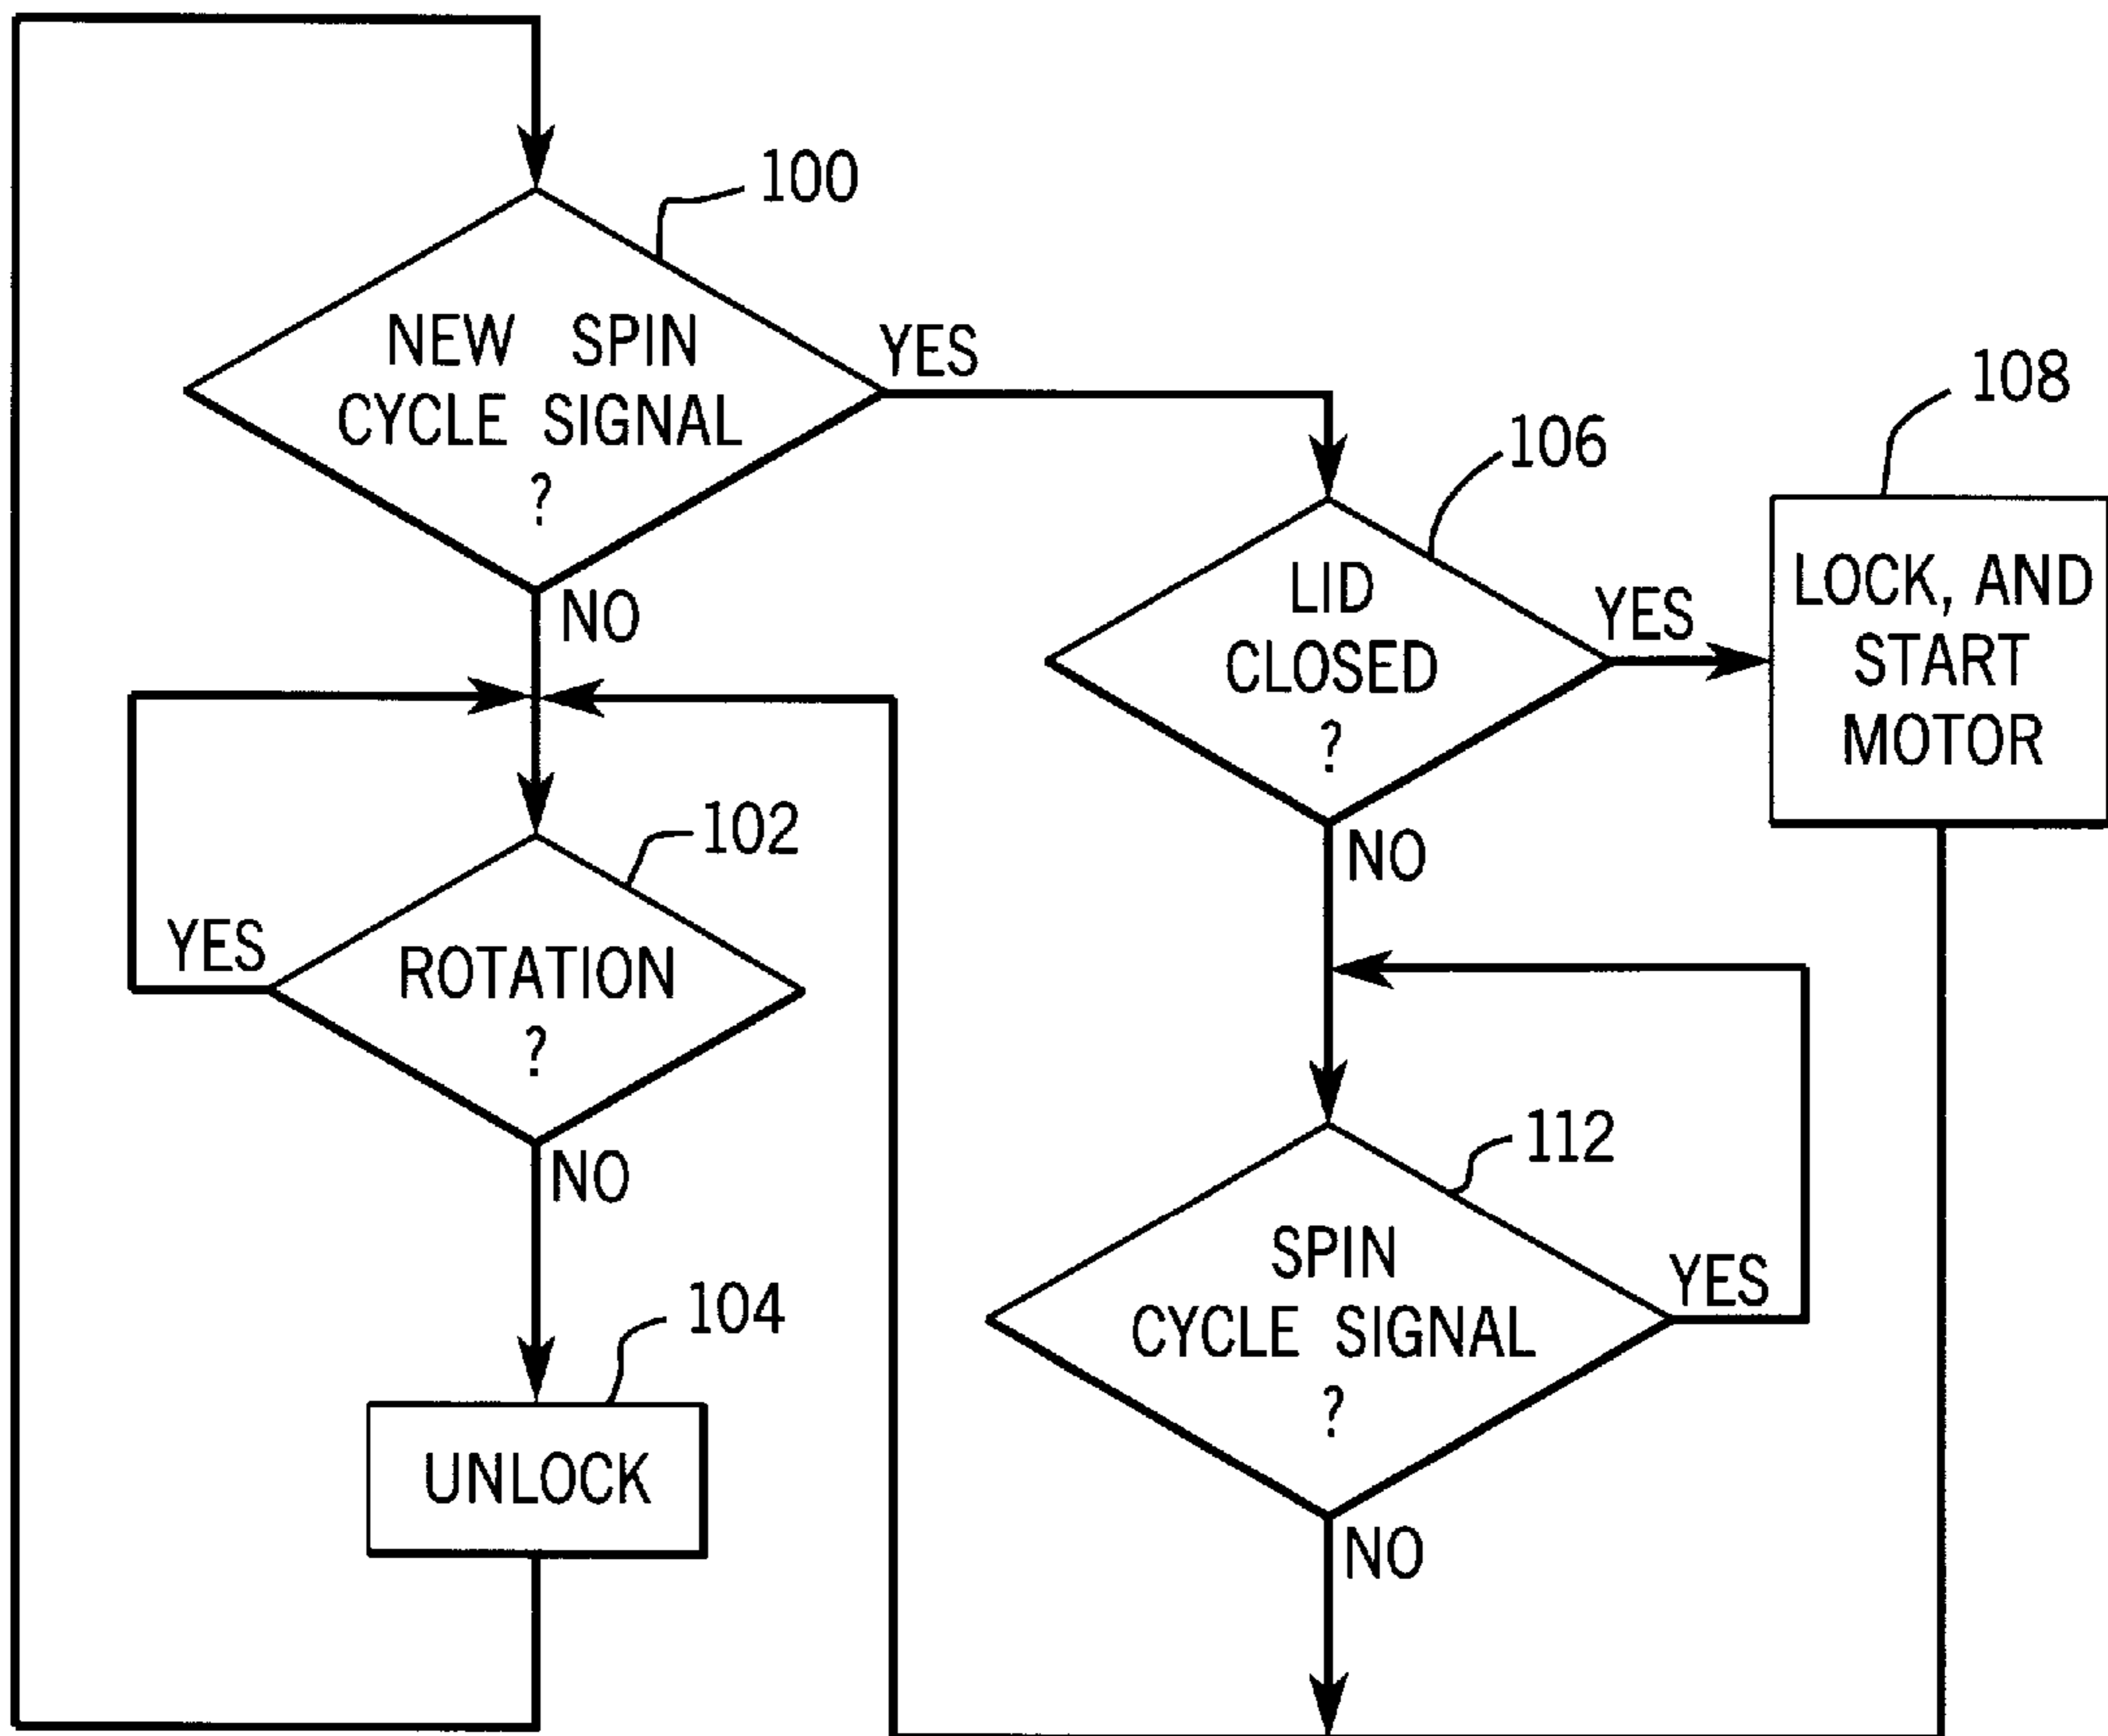 100
NEW SPIN
CYCLE SIGNAL
?
YES
NO
106
LID
CLOSED
?
YES
NO
108
LOCK, AND
START
MOTOR
102
ROTATION
?
YES
NO
112
SPIN
CYCLE SIGNAL
?
YES
NO
104
UNLOCK